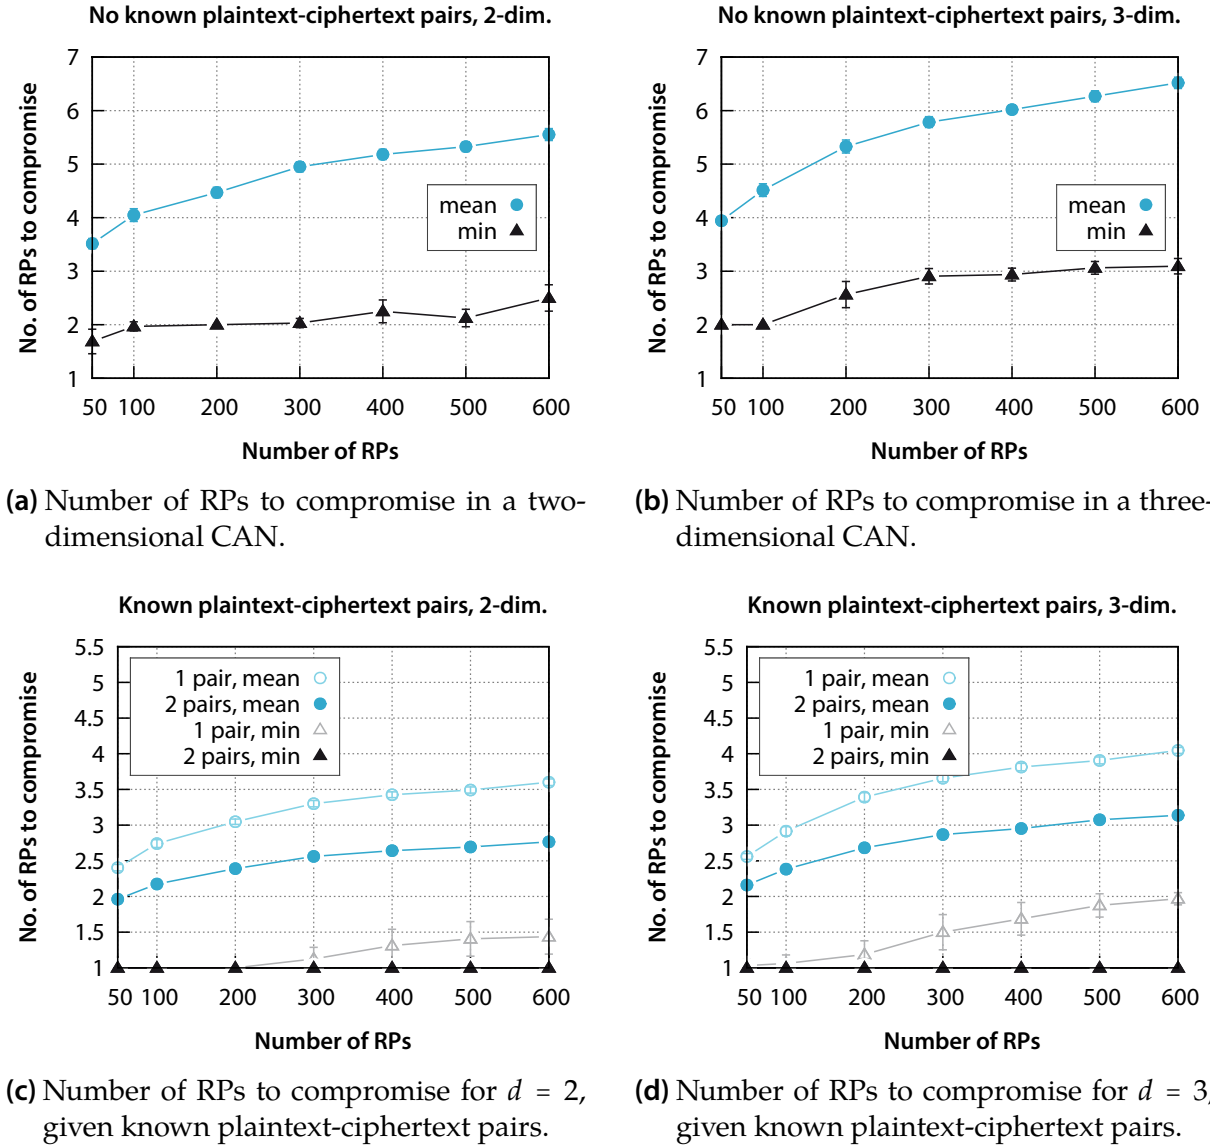 No known plaintext-ciphertext pairs, 2-dim.
No. of RPs to compromise
7
6
5
4
3
2
1
mean
min
50 100 200 300 400 500 600
Number of RPs
(a) Number of RPs to compromise in a two-
dimensional CAN.
No known plaintext-ciphertext pairs, 3-dim.
No. of RPs to compromise
7
6
5
4
3
2
1
mean
min
50 100 200 300 400 500 600
Number of RPs
(b) Number of RPs to compromise in a three-
dimensional CAN.
Known plaintext-ciphertext pairs, 2-dim.
No. of RPs to compromise
5.5
5
4.5
4
3.5
3
2.5
2
1.5
1
1 pair, mean
2 pairs, mean
1 pair, min
2 pairs, min
50 100 200 300 400 500 600
Number of RPs
(c) Number of RPs to compromise for d = 2,
given known plaintext-ciphertext pairs.
Known plaintext-ciphertext pairs, 3-dim.
No. of RPs to compromise
5.5
5
4.5
4
3.5
3
2.5
2
1.5
1
1 pair, mean
2 pairs, mean
1 pair, min
2 pairs, min
50 100 200 300 400 500 600
Number of RPs
(d) Number of RPs to compromise for d = 3,
given known plaintext-ciphertext pairs.